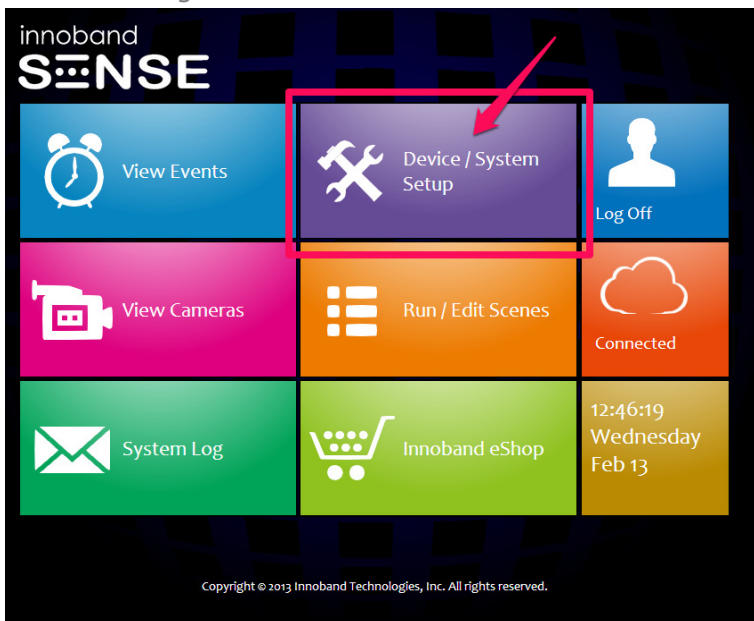 innoband
SENSE
View Events
Device / System
Setup
Log Off
View Cameras
Run / Edit Scenes
Connected
System Log
Innoband eShop
12:46:19
Wednesday
Feb 13
Copyright © 2013 Innoband Technologies, Inc. All rights reserved.